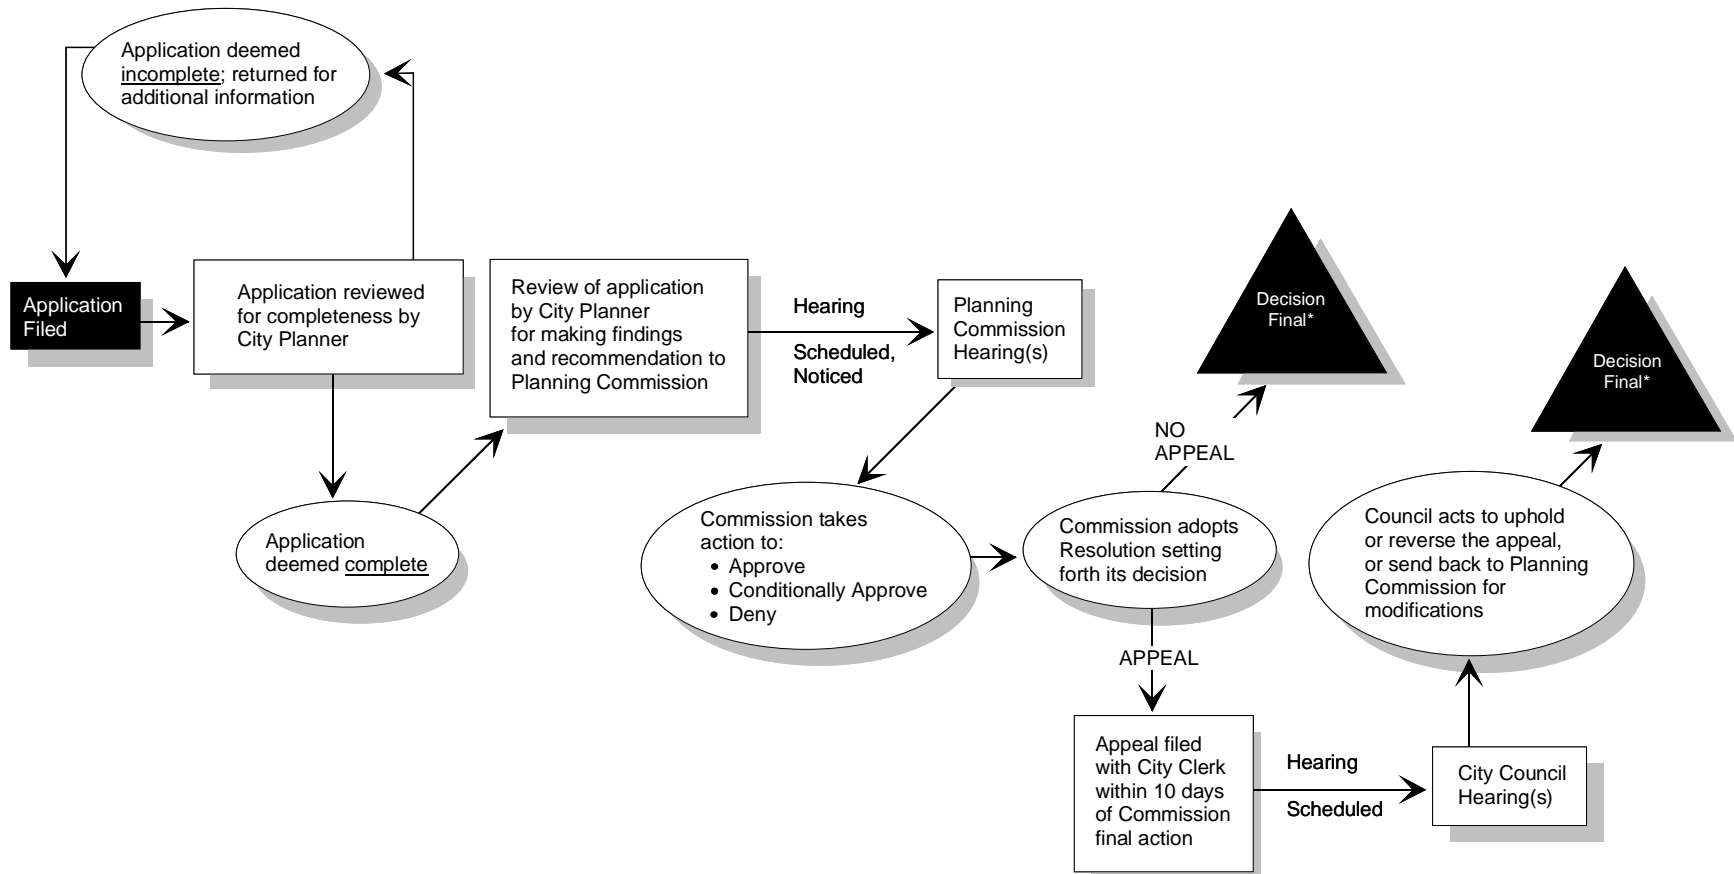 Application deemed
incomplete; returned for
additional information
Application
Filed
Application reviewed
for completeness by
City Planner
Application
deemed complete
Review of application
by City Planner
for making findings
and recommendation to
Planning Commission
Hearing
Scheduled,
Noticed
Planning
Commission
Hearing(s)
Commission takes
action to:
• Approve
• Conditionally Approve
• Deny
Commission adopts
Resolution setting
forth its decision
NO
APPEAL
Decision
Final*
APPEAL
Appeal filed
with City Clerk
within 10 days
of Commission
final action
Hearing
Scheduled
City Council
Hearing(s)
Council acts to uphold
or reverse the appeal,
or send back to Planning
Commission for
modifications
Decision
Final*